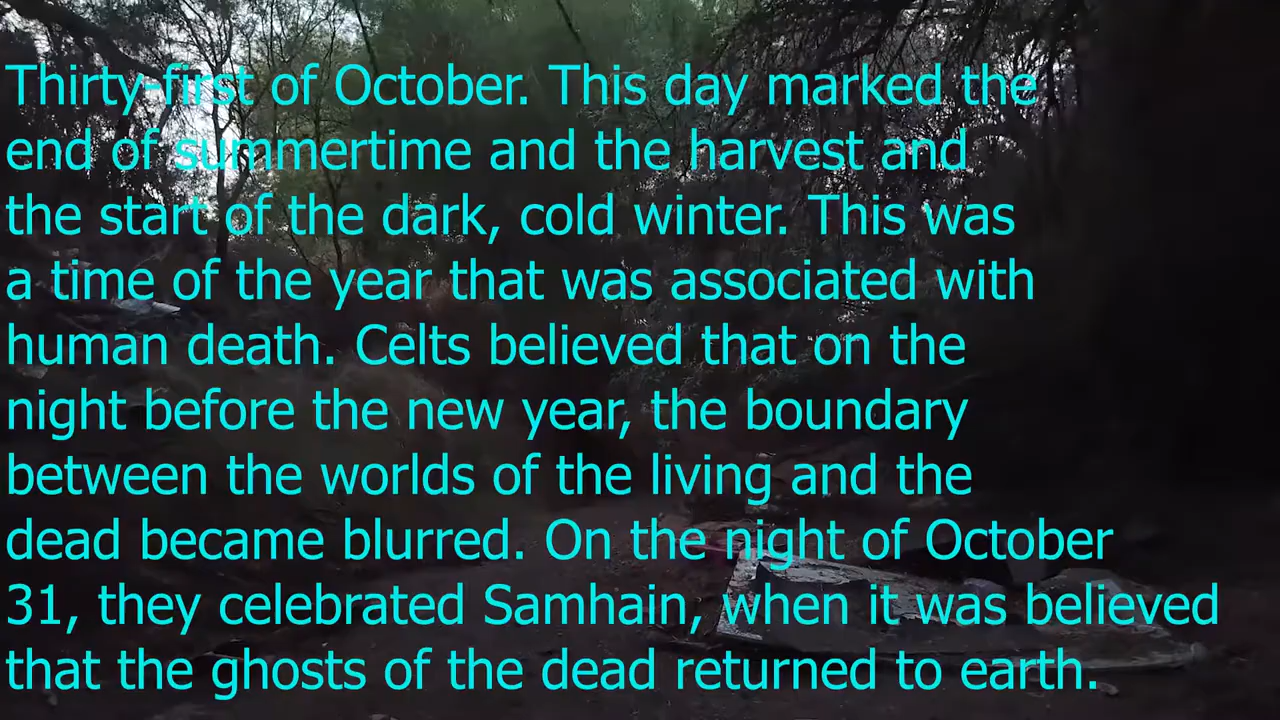 Thirty-first of October. This day marked the
end of summertime and the harvest and
the start of the dark, cold winter. This was
a time of the year that was associated with
human death. Celts believed that on the
night before the new year, the boundary
between the worlds of the living and the
dead became blurred. On the night of October
31, they celebrated Samhain, when it was believed
that the ghosts of the dead returned to earth.